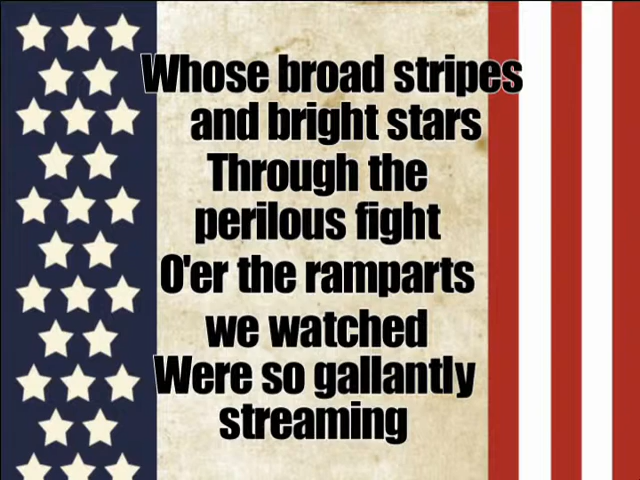 Whose broad stripes
and bright stars
Through the
perilous fight
O'er the ramparts
we watched
Were so gallantly
streaming